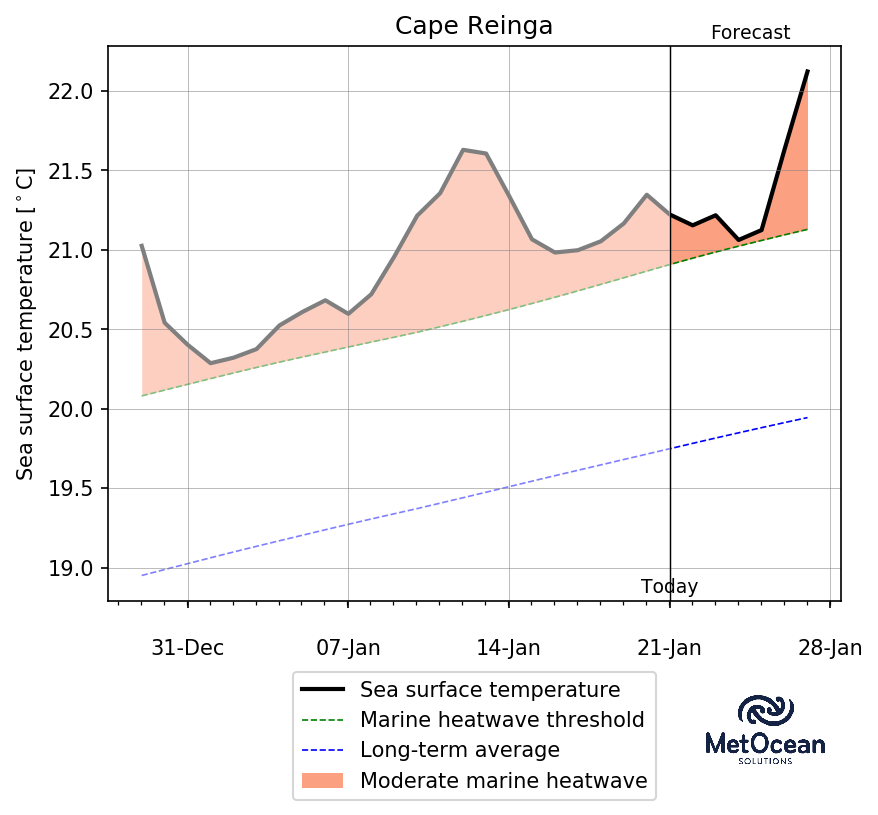 Cape Reinga
Forecast
Sea surface temperature [°C]
22.0
21.5
21.0
20.5
20.0
19.5
19.0
Today
31-Dec 07-Jan 14-Jan 21-Jan 28-Jan
Sea surface temperature
Marine heatwave threshold
Long-term average
Moderate marine heatwave
MetOcean
SOLUTIONS